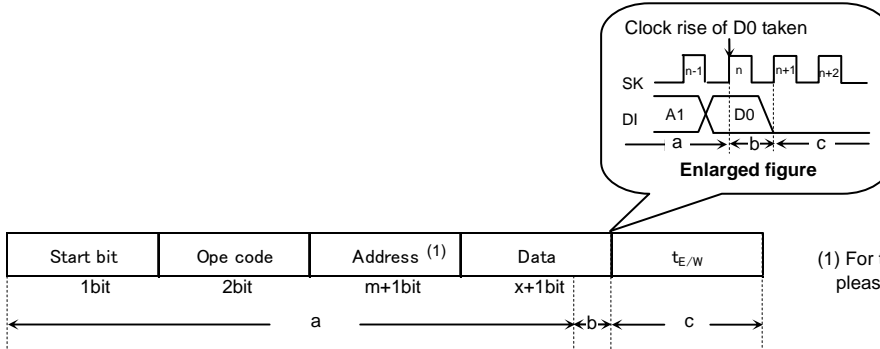 Clock rise of D0 taken
SK n-1 n n+1 n+2
DI A1 D0
a b c
Enlarged figure
Start bit Ope code Address (1) Data tE/W
1bit 2bit m+1bit x+1bit
a b c
(1) For
pleas